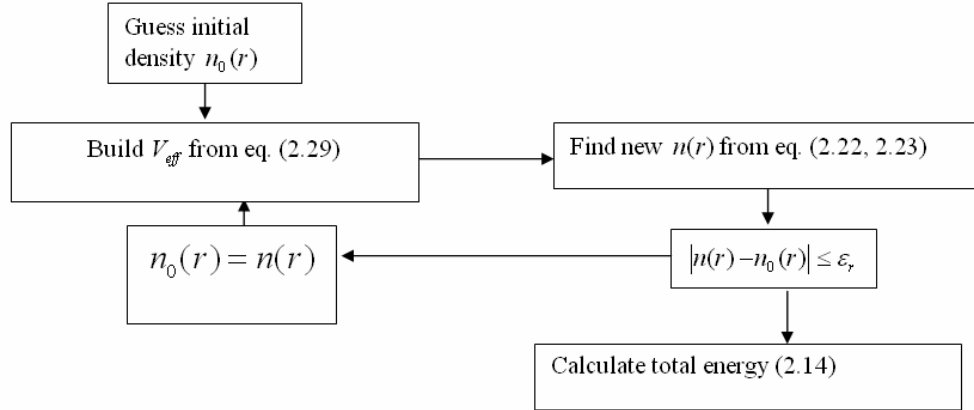 Guess initial
density n₀(r)
Build V_eff from eq. (2.29)
Find new n(r) from eq. (2.22, 2.23)
n₀(r) = n(r)
|n(r) − n₀(r)| ≤ εᵣ
Calculate total energy (2.14)